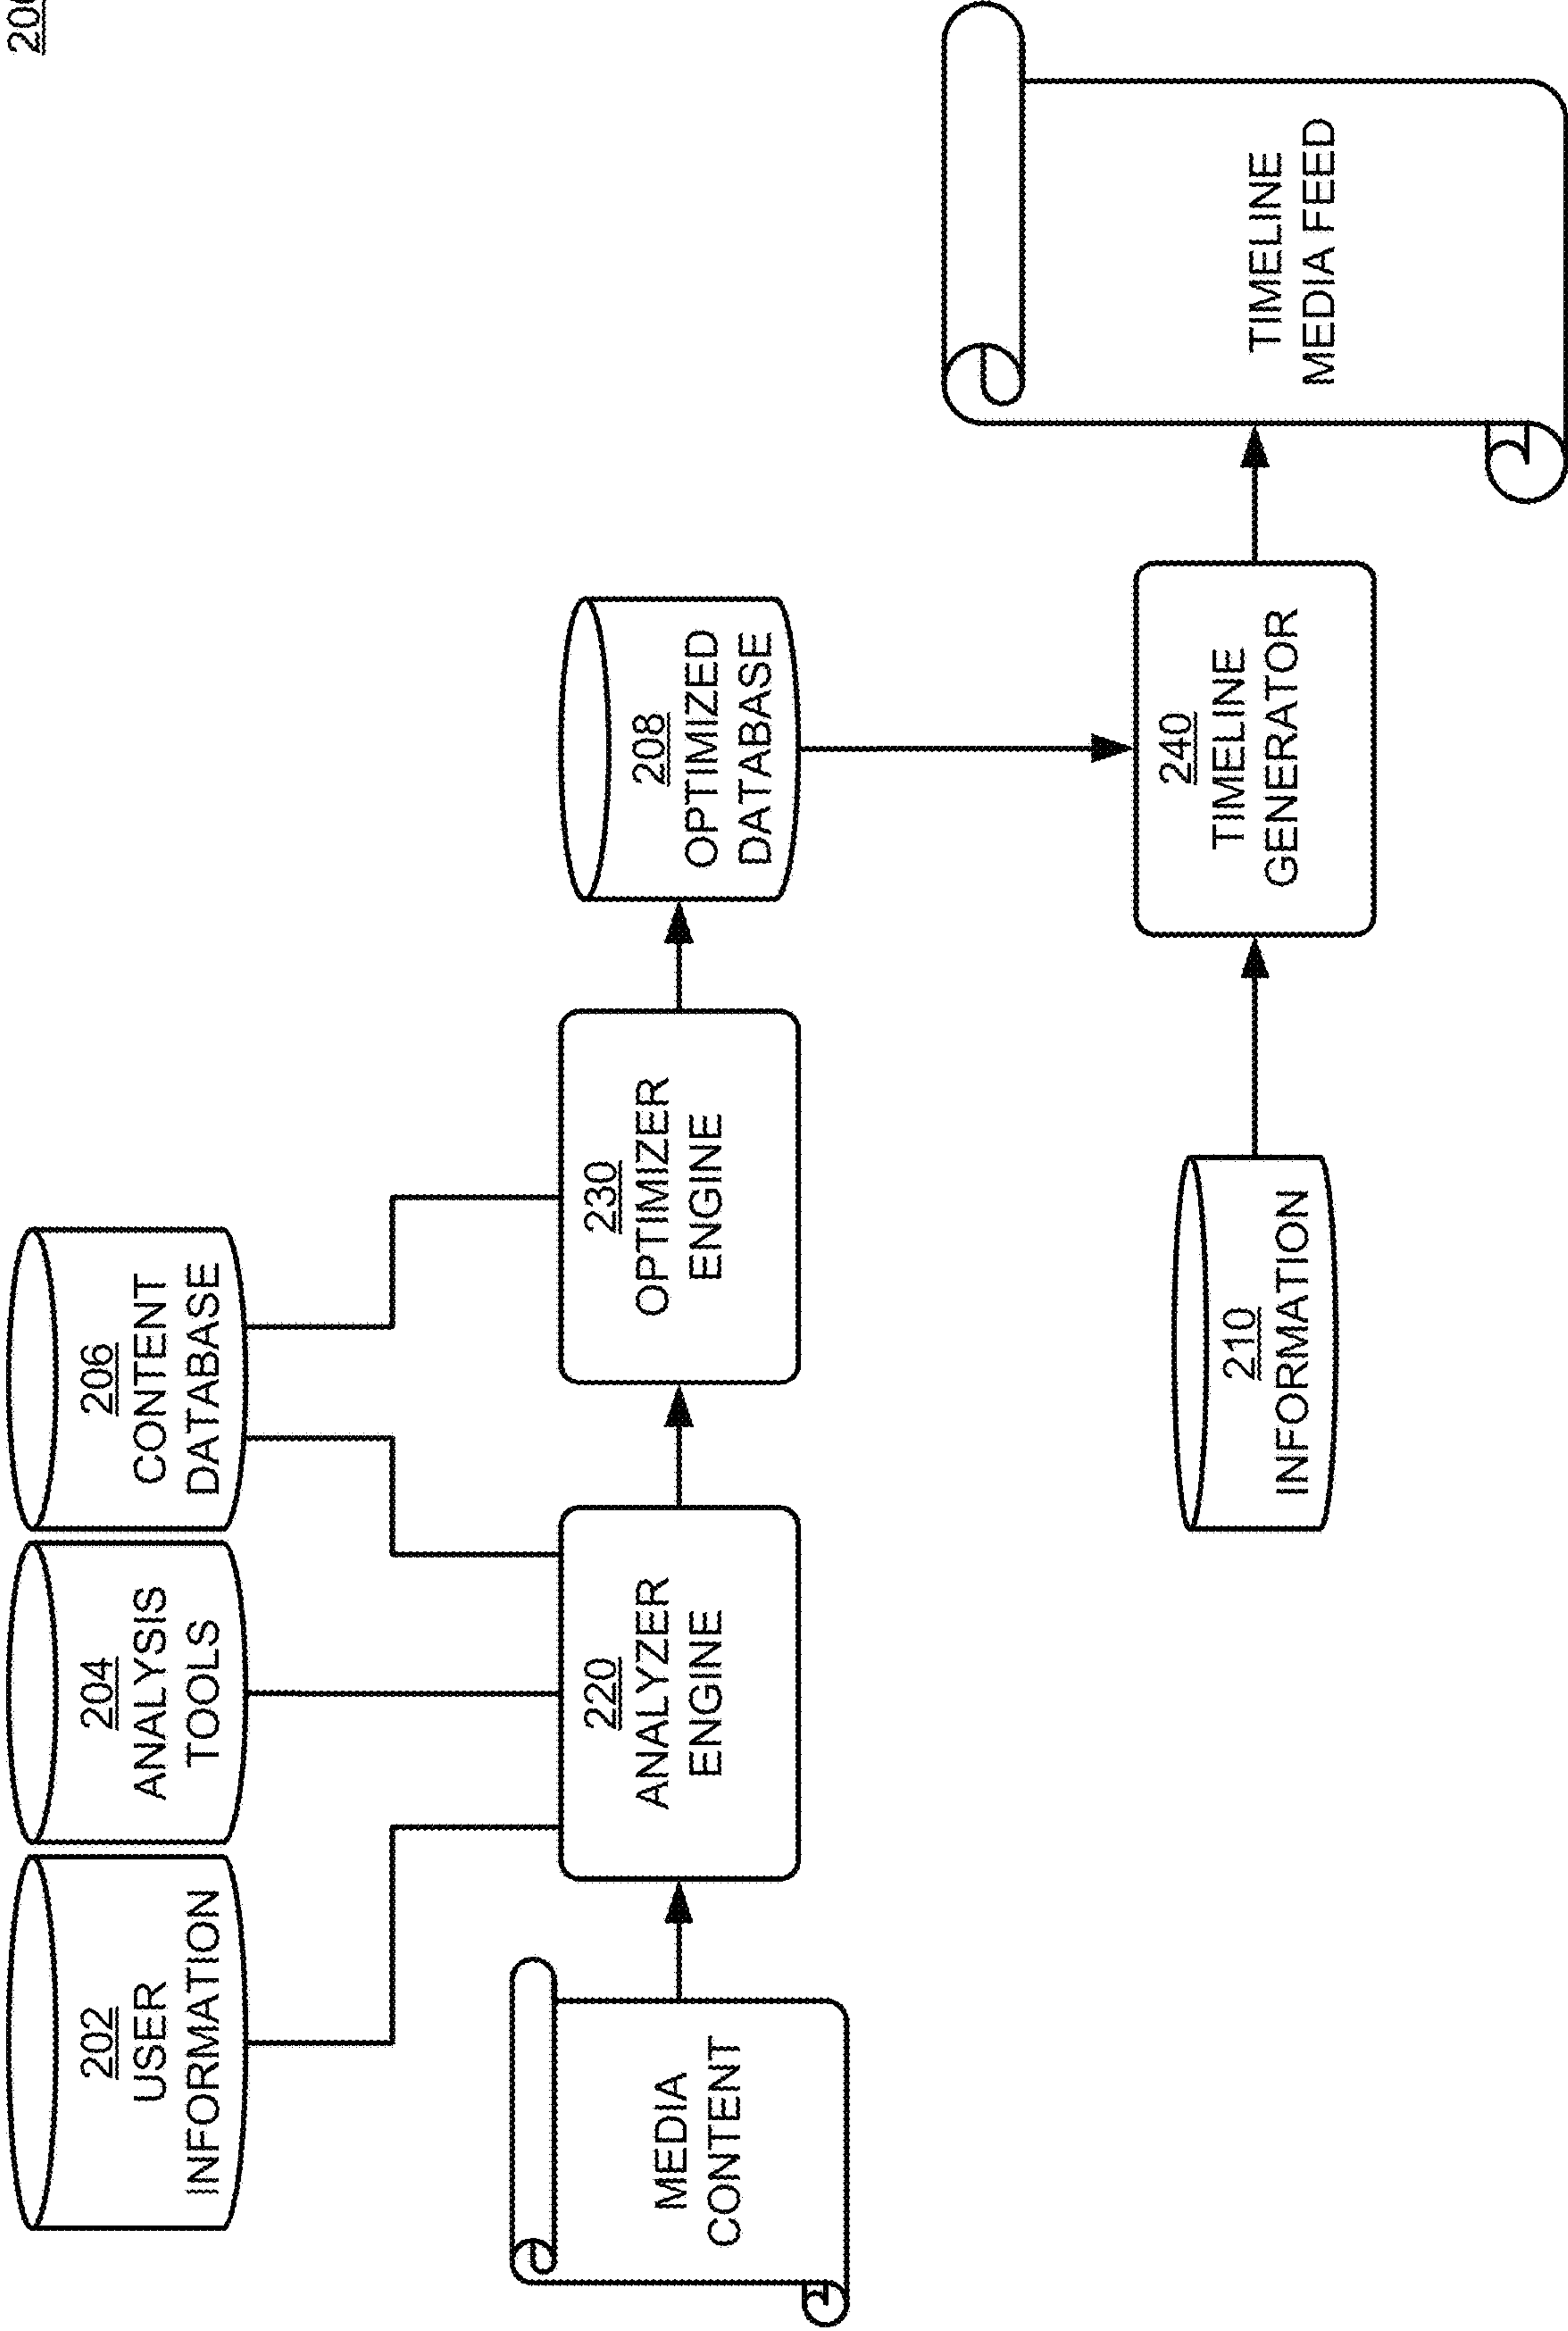 200
202
USER
INFORMATION
204
ANALYSIS
TOOLS
206
CONTENT
DATABASE
MEDIA
CONTENT
220
ANALYZER
ENGINE
230
OPTIMIZER
ENGINE
208
OPTIMIZED
DATABASE
210
INFORMATION
240
TIMELINE
GENERATOR
TIMELINE
MEDIA FEED